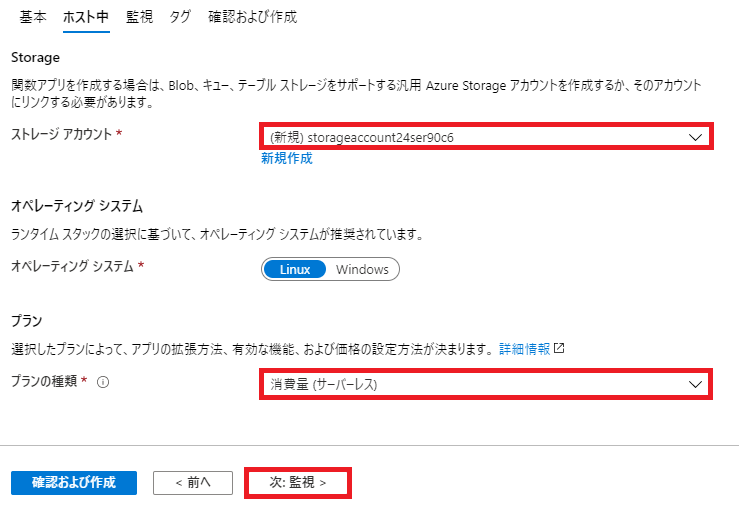 基本 ホスト中 監視 タグ 確認および作成
Storage
関数アプリを作成する場合は、Blob、キュー、テーブル ストレージをサポートする汎用 Azure Storage アカウントを作成するか、そのアカウント
にリンクする必要があります。
ストレージ アカウント * (新規) storageaccount24ser90c6
新規作成
オペレーティング システム
ランタイム スタックの選択に基づいて、オペレーティング システムが推奨されています。
オペレーティング システム * Linux Windows
プラン
選択したプランによって、アプリの拡張方法、有効な機能、および価格の設定方法が決まります。 詳細情報
プランの種類 * 消費量 (サーバーレス)
確認および作成 < 前へ 次: 監視 >